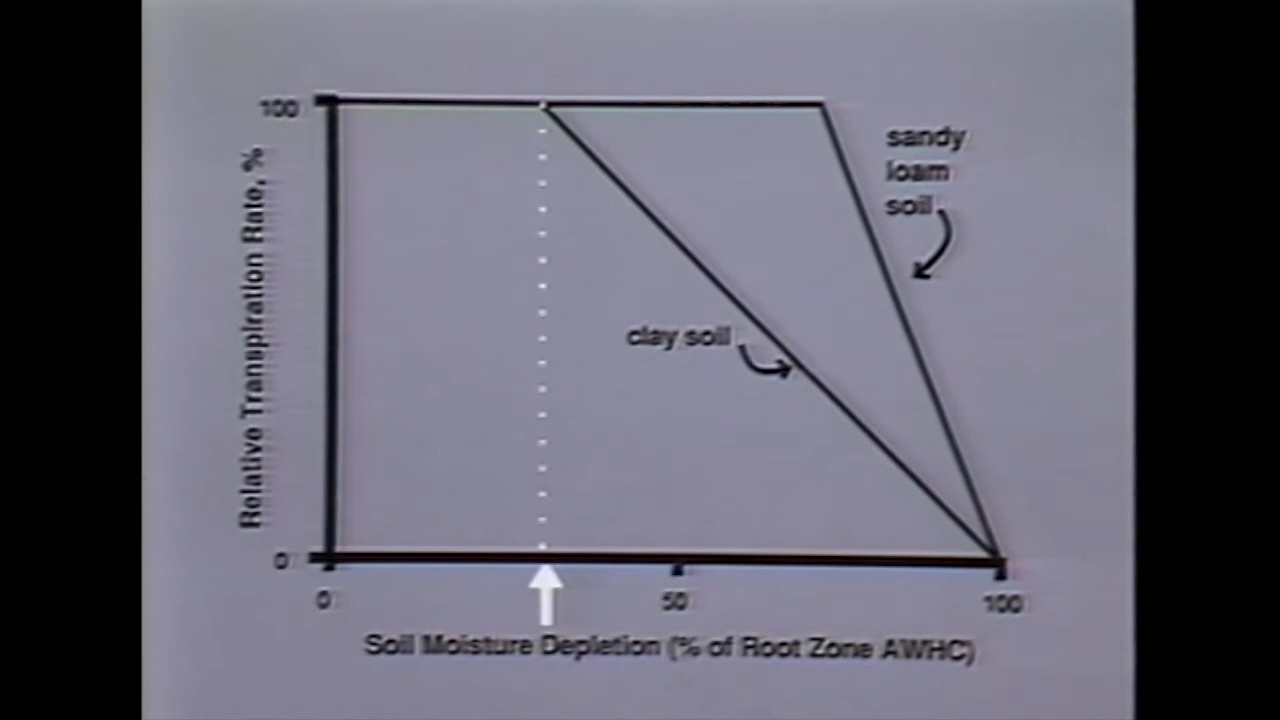 100
sandy
loam
soil
Relative Transpiration Rate, %
clay soil
0
0 50 100
Soil Moisture Depletion (% of Root Zone AWHC)